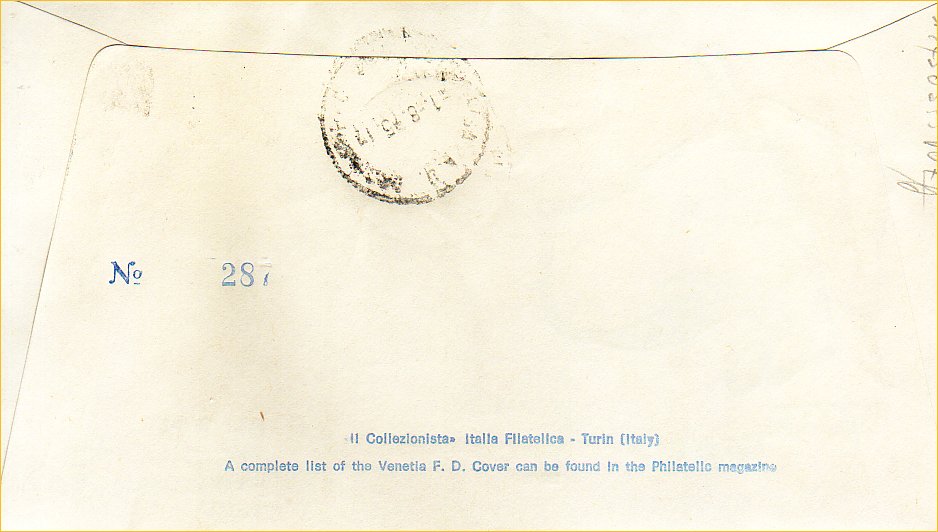 Nº 287
«Il Collezionista» Italia Filatelica - Turin (Italy)
A complete list of the Venetia F. D. Cover can be found in the Philatelic magazine